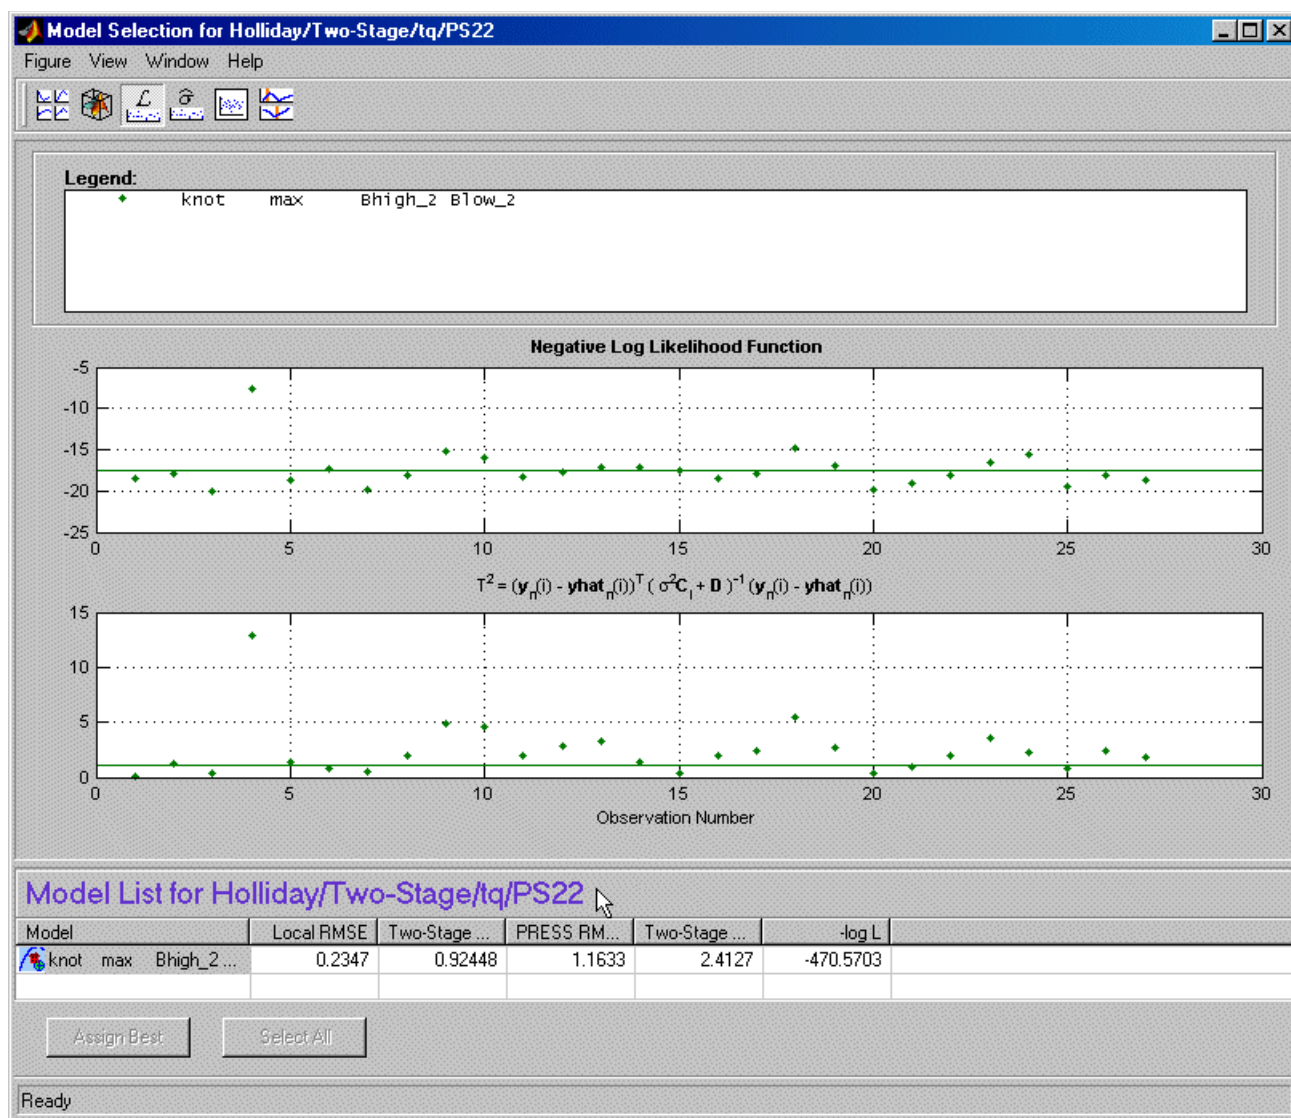 Model Selection for Holliday/Two-Stage/tq/PS22
Figure View Window Help
Legend:
knot max Bhigh_2 Blow_2
Negative Log Likelihood Function
-5
-10
-15
-20
-25
0 5 10 15 20 25 30
T² = (yₙ(i) - yhatₙ(i))ᵀ ( σ²Cᵢ + D )⁻¹ (yₙ(i) - yhatₙ(i))
15
10
5
0
0 5 10 15 20 25 30
Observation Number
Model List for Holliday/Two-Stage/tq/PS22
Model Local RMSE Two-Stage ... PRESS RM... Two-Stage ... -log L
knot max Bhigh_2 ... 0.2347 0.92448 1.1633 2.4127 -470.5703
Assign Best Select All
Ready